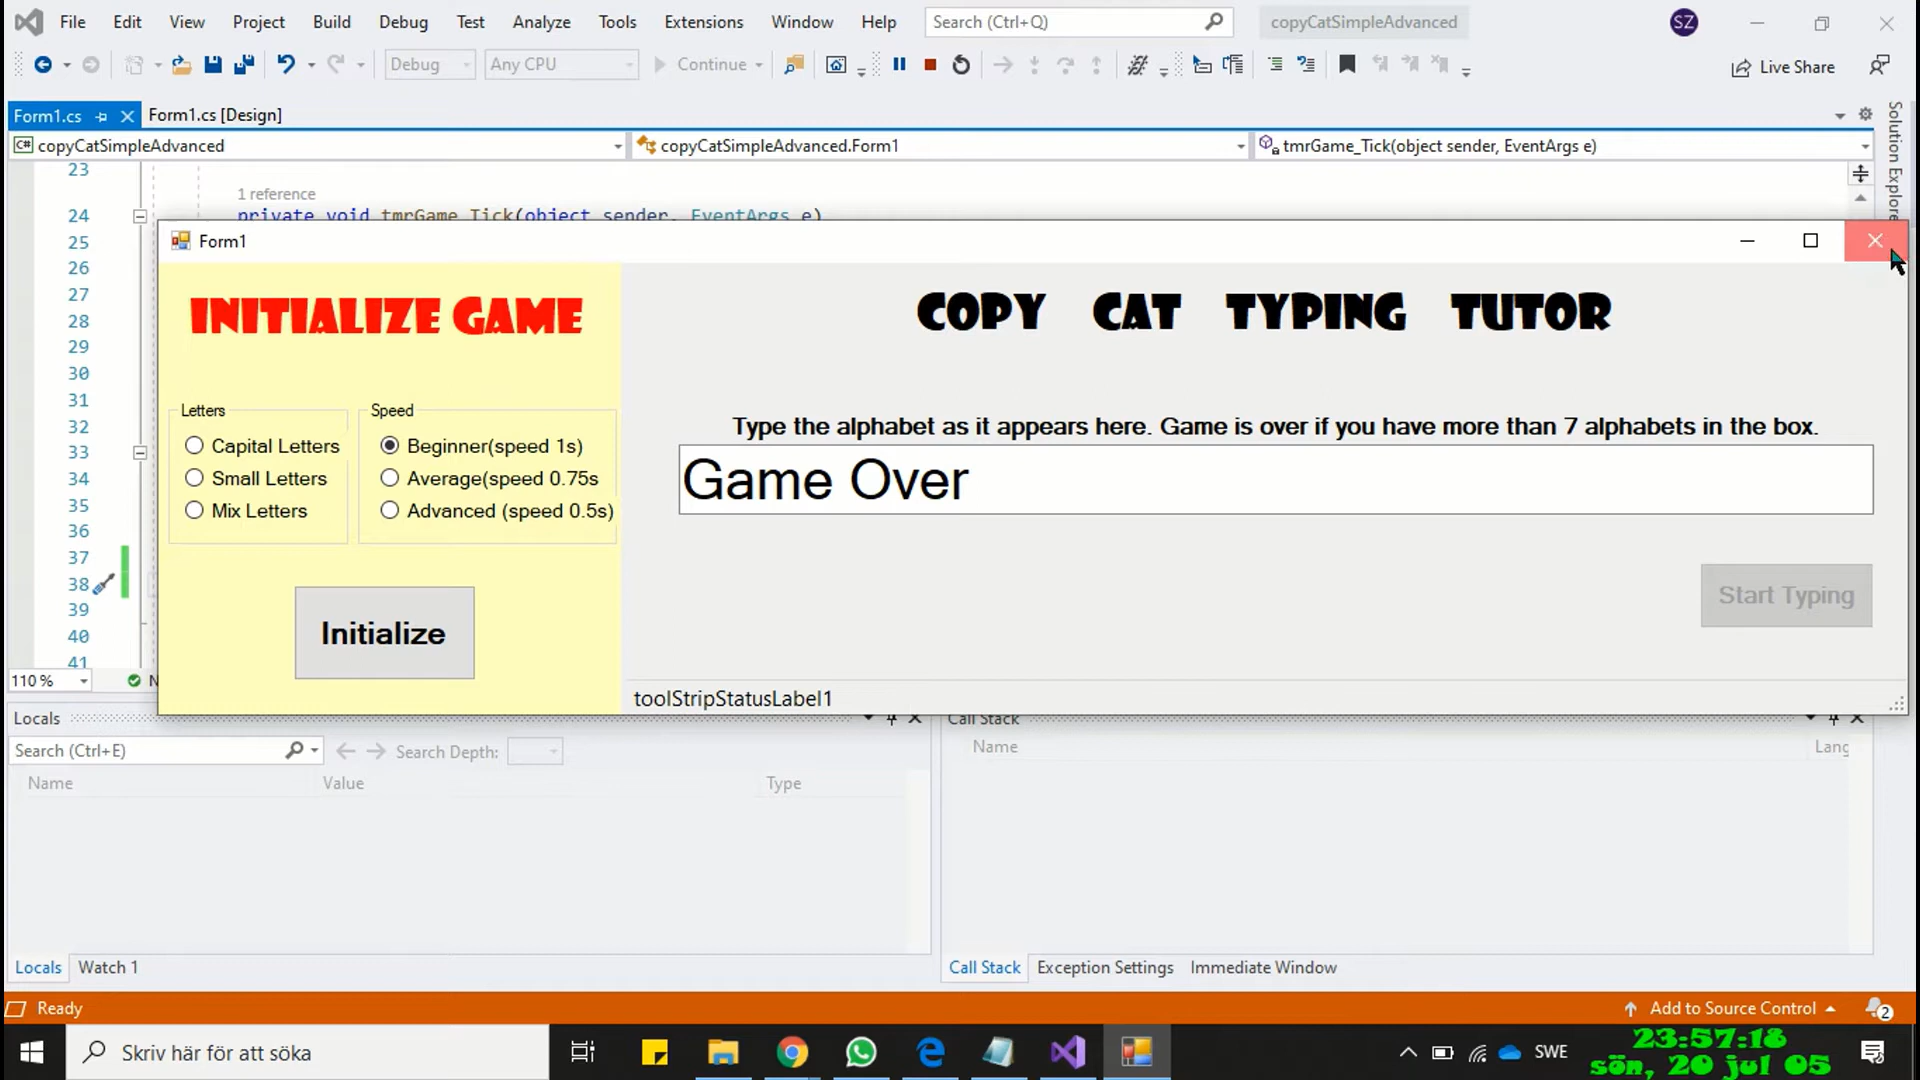 File Edit View Project Build Debug Test Analyze Tools Extensions Window Help Search (Ctrl+Q) copyCatSimpleAdvanced SZ
Debug Any CPU Continue Live Share
Form1.cs Form1.cs [Design]
C# copyCatSimpleAdvanced copyCatSimpleAdvanced.Form1 tmrGame_Tick(object sender, EventArgs e)
Solution Explorer
23
1 reference
24 private void tmrGame_Tick(object sender, EventArgs e)
25
26
27
28
29
30
31
32
33
34
35
36
37
38
39
40
41
Form1
INITIALIZE GAME
COPY CAT TYPING TUTOR
Letters
Capital Letters
Small Letters
Mix Letters
Speed
Beginner(speed 1s)
Average(speed 0.75s
Advanced (speed 0.5s)
Initialize
Type the alphabet as it appears here. Game is over if you have more than 7 alphabets in the box.
Game Over
Start Typing
toolStripStatusLabel1
110 % N
Locals
Search (Ctrl+E) Search Depth:
Name Value Type
Locals Watch 1
Call Stack
Name Lang
Call Stack Exception Settings Immediate Window
Ready Add to Source Control 2
Skriv här för att söka
SWE
23:57:18
sön, 20 jul 05